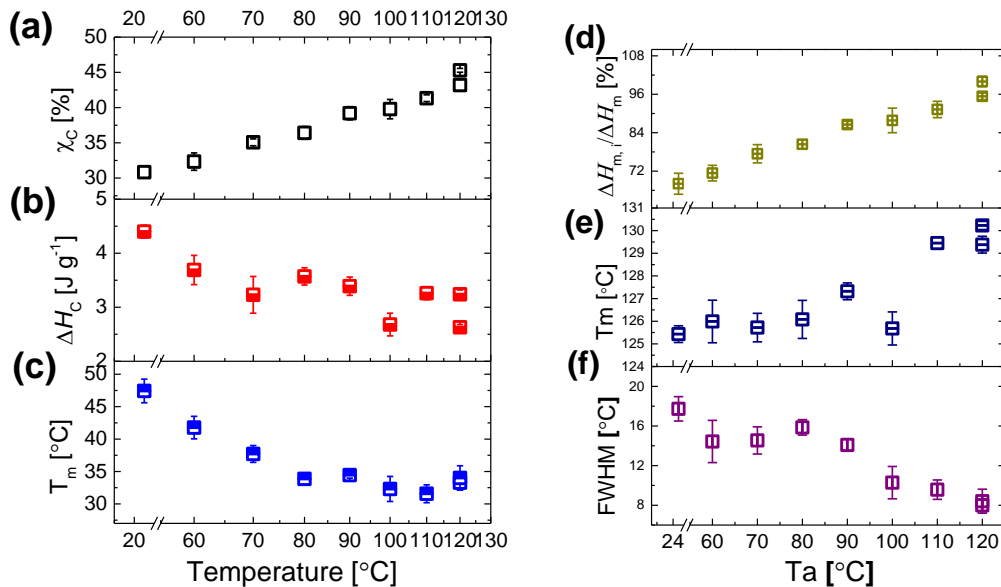 (a)
20 60 70 80 90 100 110 120 130
50
45
40
35
30
χC [%]
(b)
5
4
3
2
ΔHC [J g-1]
(c)
50
45
40
35
30
Tm [°C]
20 60 70 80 90 100 110 120 130
Temperature [°C]
(d)
96
84
72
ΔHm, i/ΔHm [%]
(e)
131
130
129
128
127
126
125
124
Tm [°C]
(f)
20
16
12
8
FWHM [°C]
24 60 70 80 90 100 110 120
Ta [°C]